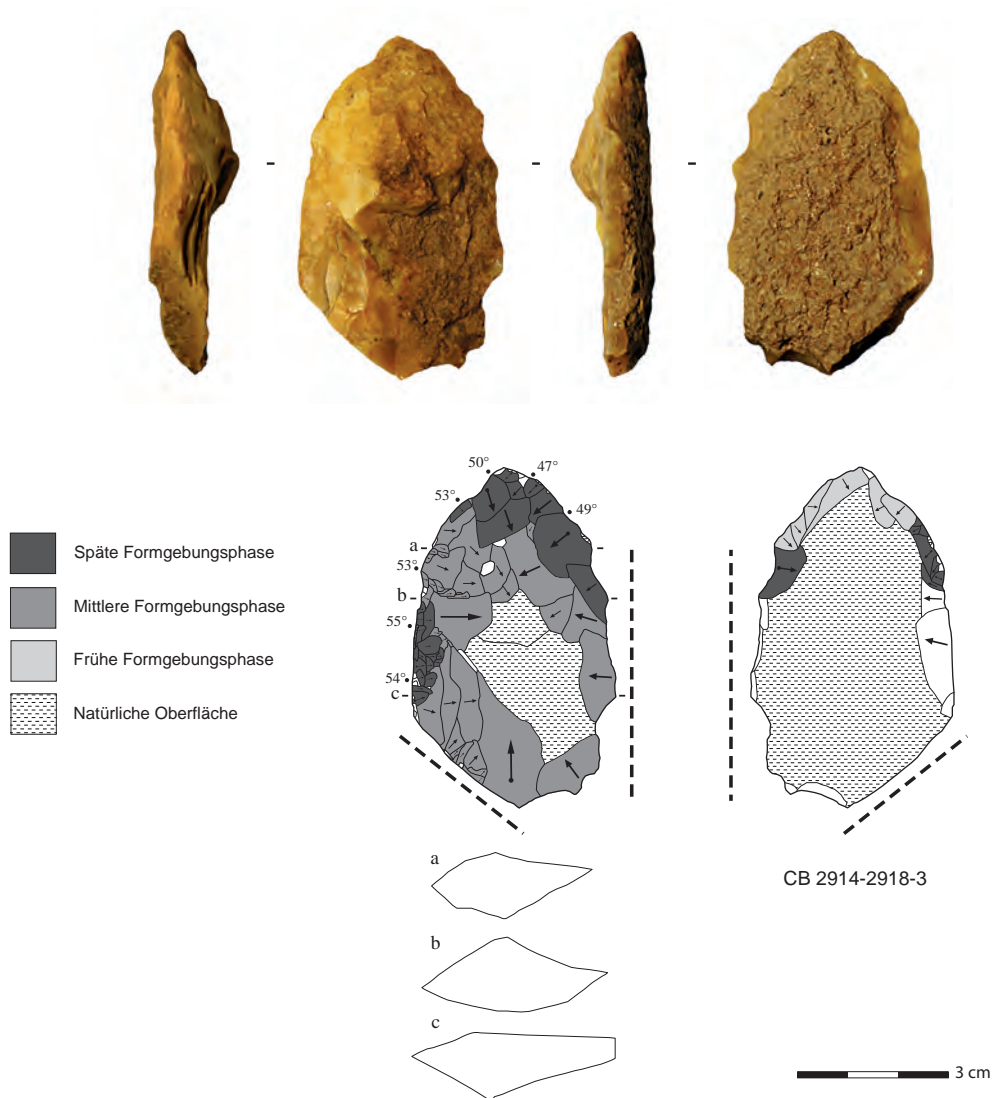 50°
47°
53°
49°
a
53°
b
55°
54°
c
Späte Formgebungsphase
Mittlere Formgebungsphase
Frühe Formgebungsphase
Natürliche Oberfläche
a
CB 2914-2918-3
b
c
3 cm